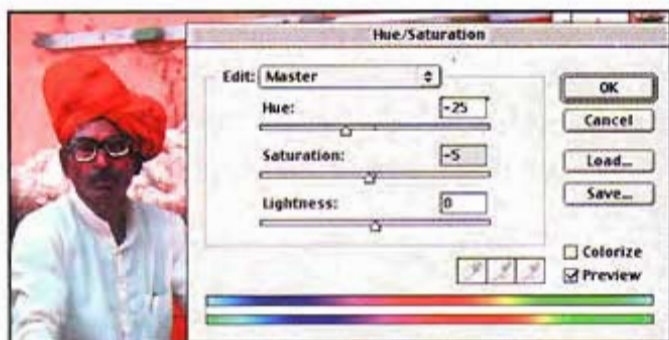 Hue/Saturation
Edit: Master
OK
Hue: -25
Cancel
Saturation: -5
Load...
Save...
Lightness: 0
Colorize
Preview